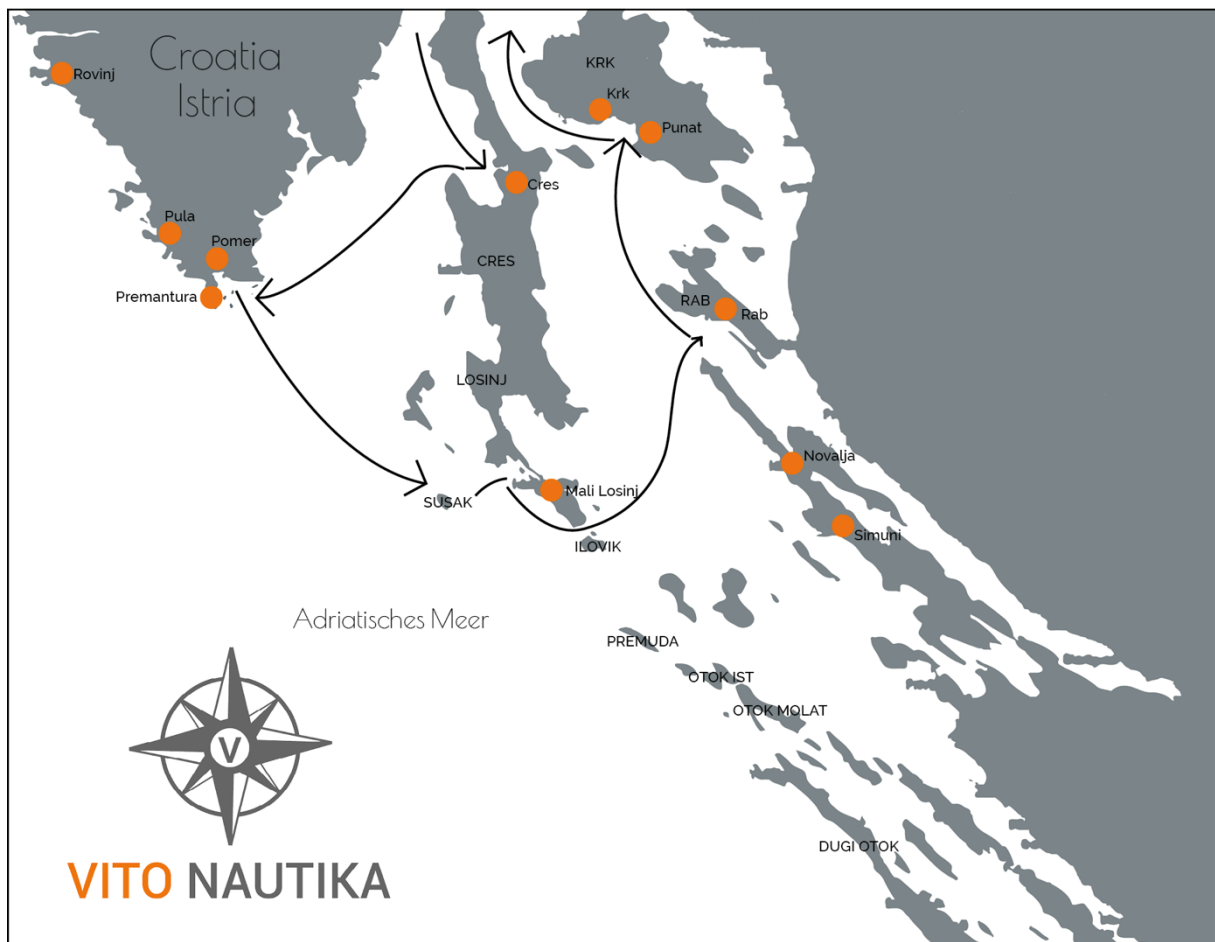 Croatia
Istria
KRK
Rovinj
Krk
Punat
Cres
Pula
Pomer
CRES
Premantura
RAB
Rab
LOSINJ
Novalja
Mali Losinj
SUSAK
Simuni
ILOVIK
Adriatisches Meer
PREMUDA
OTOK IST
OTOK MOLAT
V
DUGI OTOK
VITO NAUTIKA